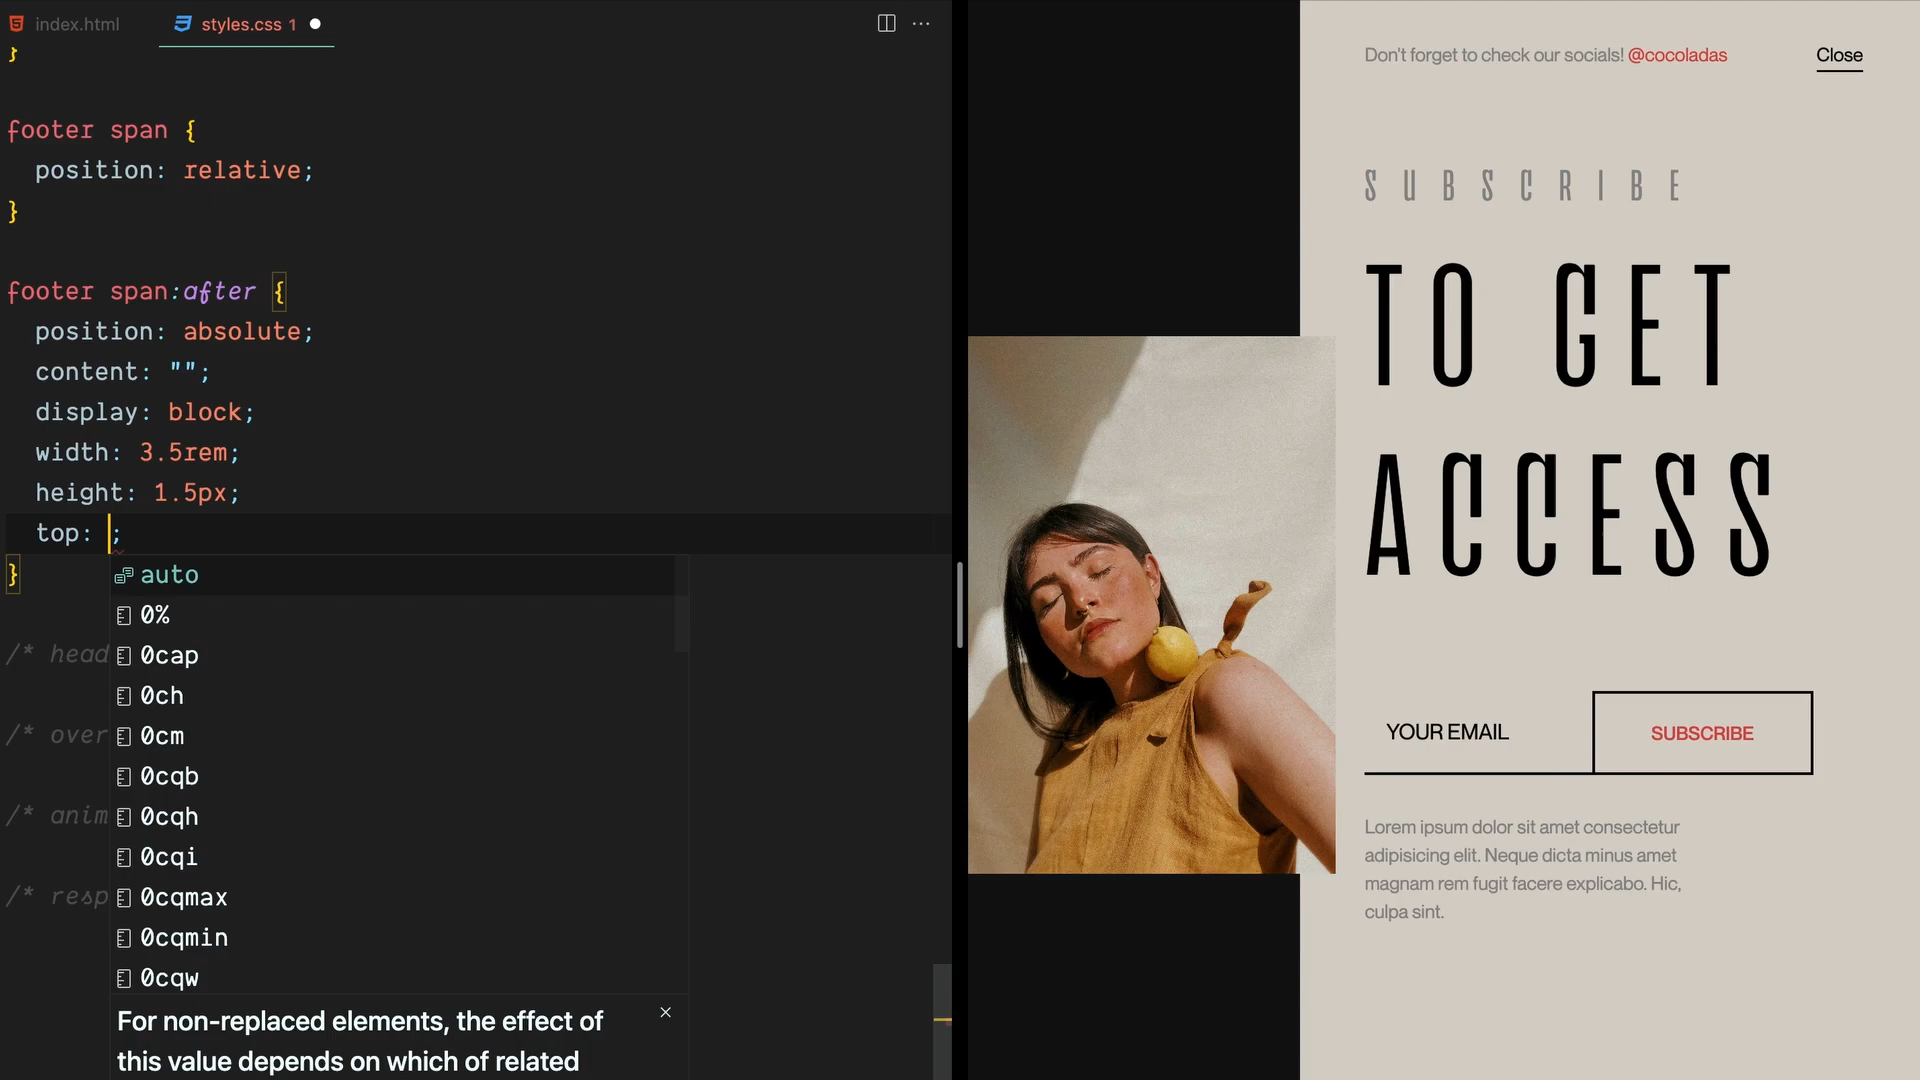 index.html
styles.css 1
}
footer span {
position: relative;
}
footer span:after {
position: absolute;
content: "";
display: block;
width: 3.5rem;
height: 1.5px;
top: ;
}
auto
0%
/* head
0cap
0ch
/* over
0cm
0cqb
/* anim
0cqh
0cqi
/* resp
0cqmax
0cqmin
0cqw
For non-replaced elements, the effect of
this value depends on which of related
Don't forget to check our socials! @cocoladas
Close
SUBSCRIBE
TO GET
ACCESS
YOUR EMAIL
SUBSCRIBE
Lorem ipsum dolor sit amet consectetur
adipisicing elit. Neque dicta minus amet
magnam rem fugit facere explicabo. Hic,
culpa sint.